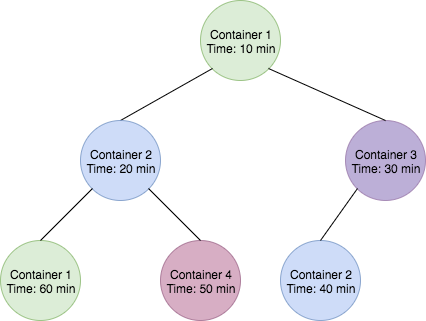 Container 1
Time: 10 min
Container 2
Time: 20 min
Container 3
Time: 30 min
Container 1
Time: 60 min
Container 4
Time: 50 min
Container 2
Time: 40 min